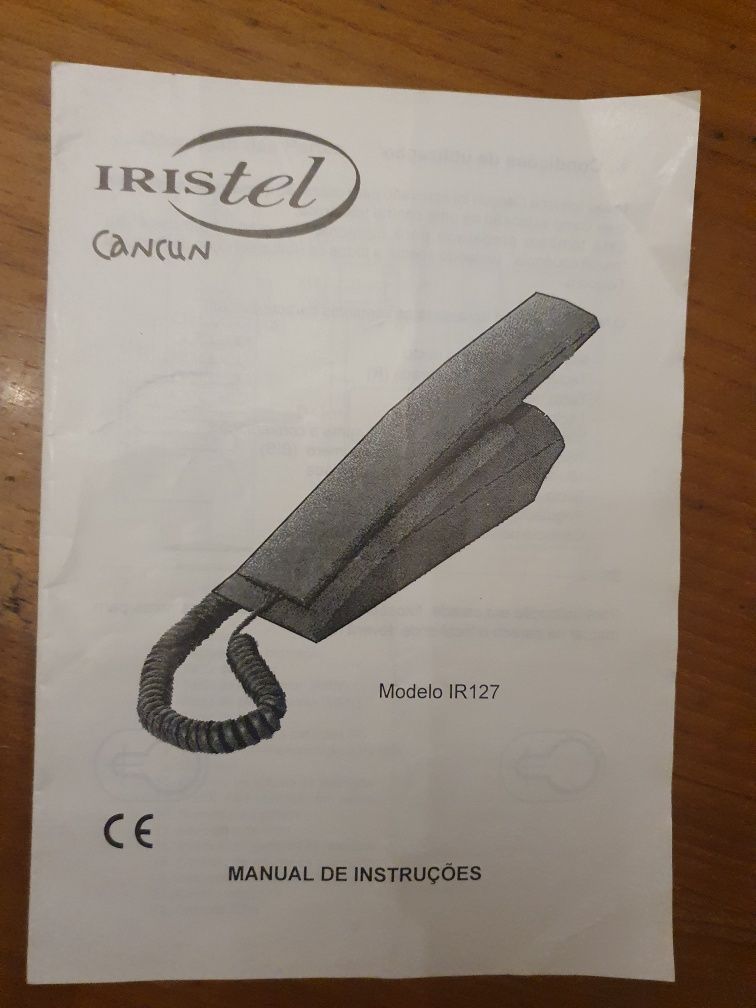 IRIStel
Cancun
Modelo IR127
CE
MANUAL DE INSTRUÇÕES